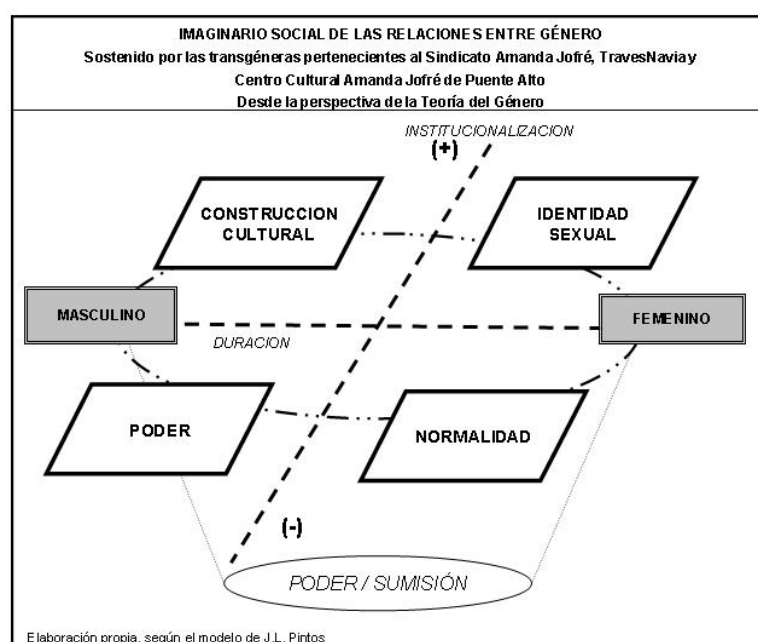 IMAGINARIO SOCIAL DE LAS RELACIONES ENTRE GÉNERO
Sostenido por las transgéneras pertenecientes al Sindicato Amanda Jofré, TravesNavia y
Centro Cultural Amanda Jofré de Puente Alto
Desde la perspectiva de la Teoría del Género
INSTITUCIONALIZACION
(+)
CONSTRUCCION
CULTURAL
IDENTIDAD
SEXUAL
MASCULINO
FEMENINO
DURACION
PODER
NORMALIDAD
(-)
PODER / SUMISIÓN
Elaboración propia, según el modelo de J.L. Pintos